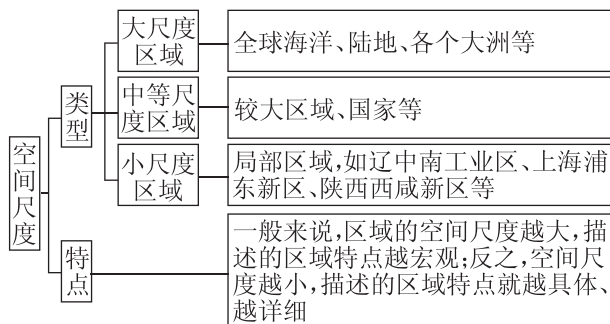 空间尺度
类型
大尺度
区域
全球海洋、陆地、各个大洲等
中等尺
度区域
较大区域、国家等
小尺度
区域
局部区域,如辽中南工业区、上海浦
东新区、陕西西咸新区等
特点
一般来说,区域的空间尺度越大,描
述的区域特点越宏观;反之,空间尺
度越小,描述的区域特点就越具体、
越详细